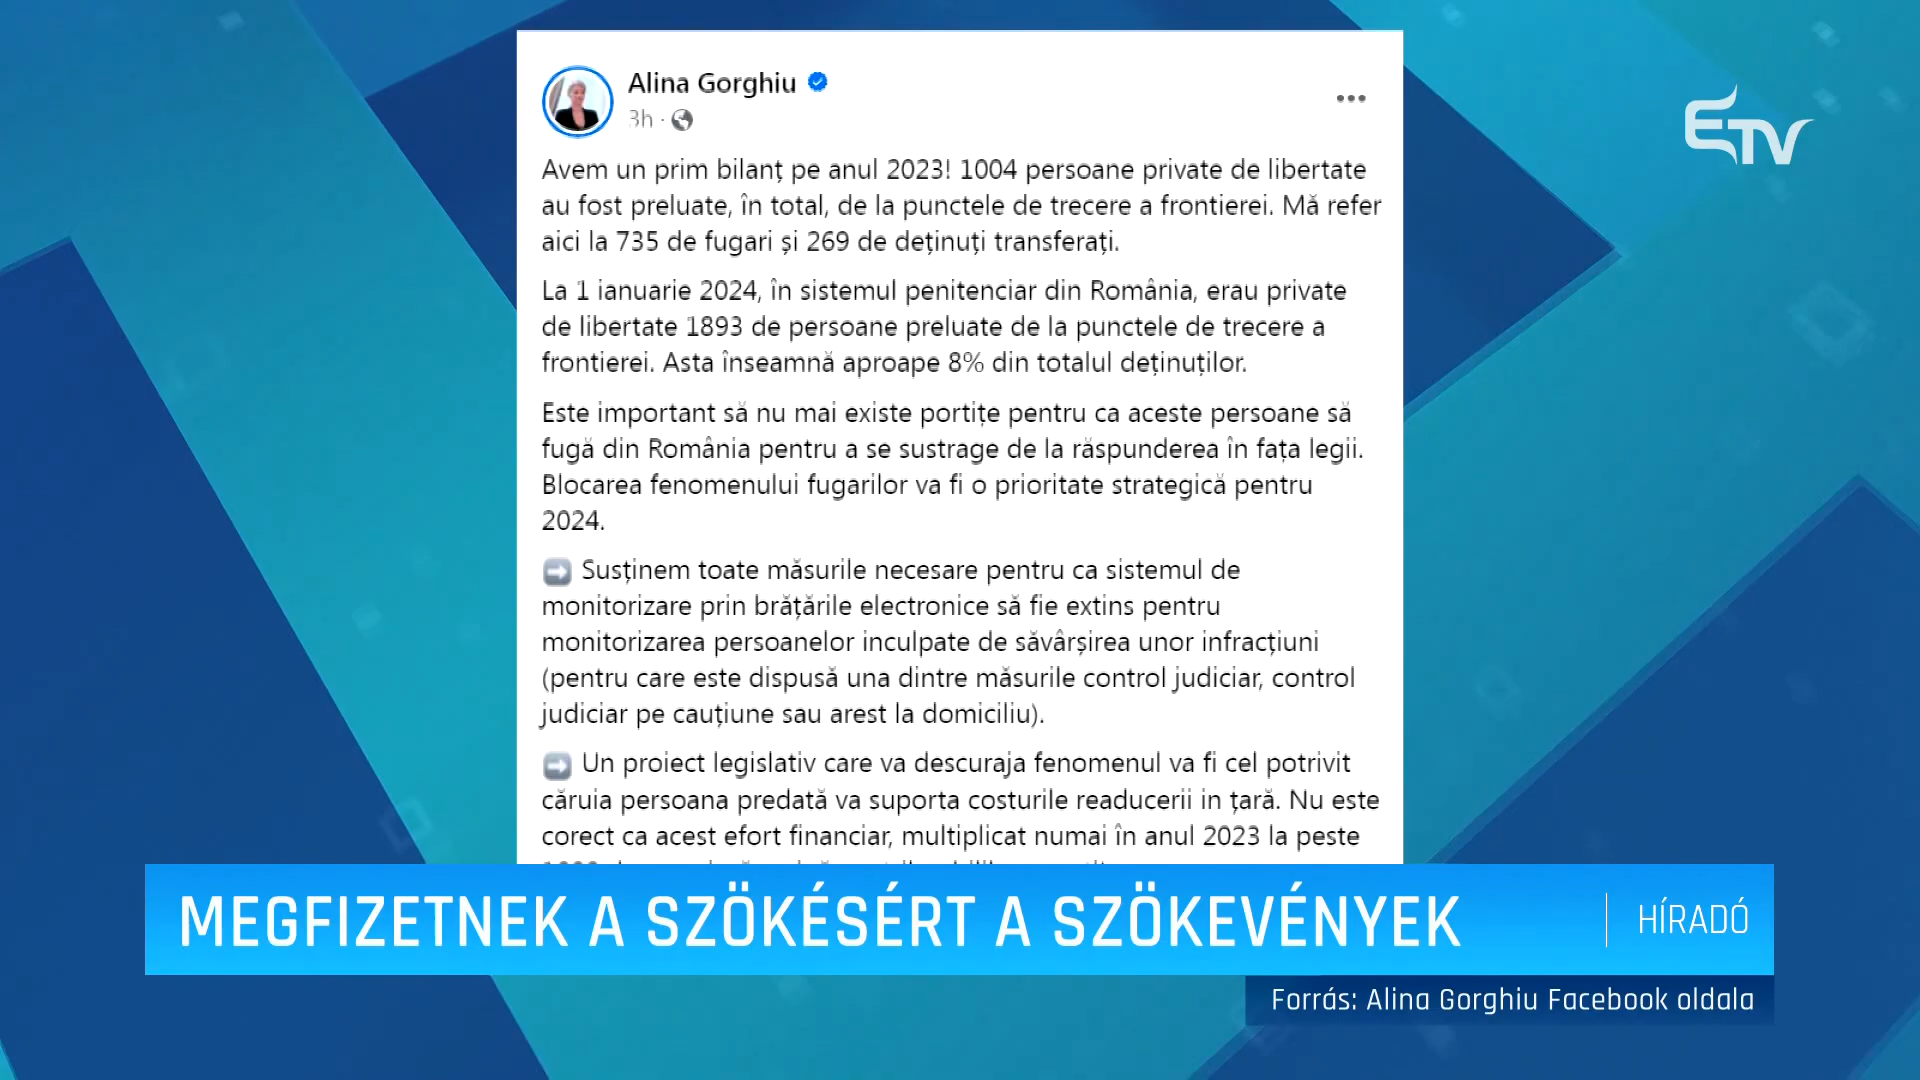 Alina Gorghiu
3h ·
ETV
Avem un prim bilanț pe anul 2023! 1004 persoane private de libertate
au fost preluate, în total, de la punctele de trecere a frontierei. Mă refer
aici la 735 de fugari și 269 de deținuți transferați.
La 1 ianuarie 2024, în sistemul penitenciar din România, erau private
de libertate 1893 de persoane preluate de la punctele de trecere a
frontierei. Asta înseamnă aproape 8% din totalul deținuților.
Este important să nu mai existe portițe pentru ca aceste persoane să
fugă din România pentru a se sustrage de la răspunderea în fața legii.
Blocarea fenomenului fugarilor va fi o prioritate strategică pentru
2024.
➡ Susținem toate măsurile necesare pentru ca sistemul de
monitorizare prin brățările electronice să fie extins pentru
monitorizarea persoanelor inculpate de săvârșirea unor infracțiuni
(pentru care este dispusă una dintre măsurile control judiciar, control
judiciar pe cauțiune sau arest la domiciliu).
➡ Un proiect legislativ care va descuraja fenomenul va fi cel potrivit
căruia persoana predată va suporta costurile readucerii in țară. Nu este
corect ca acest efort financiar, multiplicat numai în anul 2023 la peste
MEGFIZETNEK A SZÖKÉSÉRT A SZÖKEVÉNYEK
HÍRADÓ
Forrás: Alina Gorghiu Facebook oldala